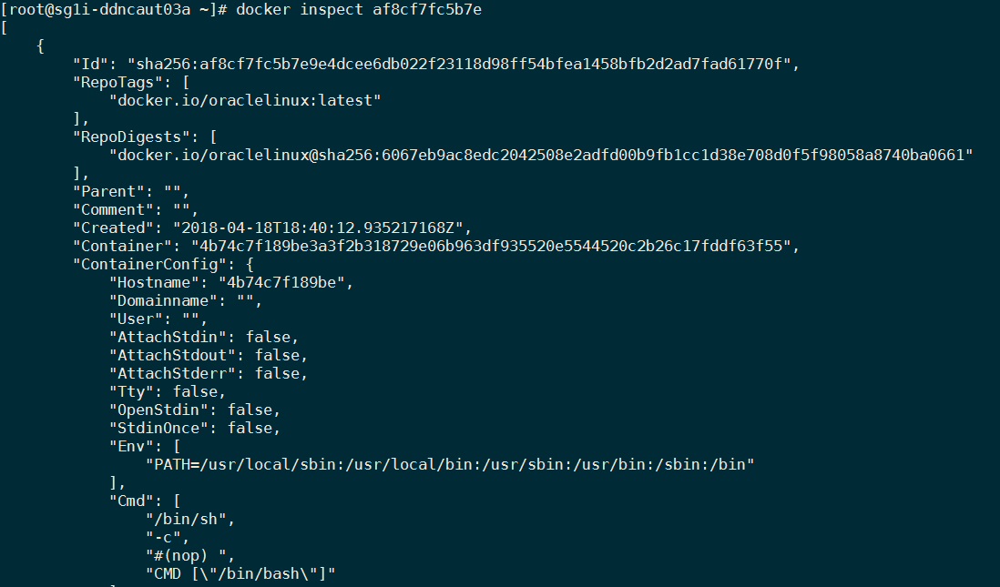 [root@sg1i-ddncaut03a ~]# docker inspect af8cf7fc5b7e
[
    {
        "Id": "sha256:af8cf7fc5b7e9e4dcee6db022f23118d98ff54bfea1458bfb2d2ad7fad61770f",
        "RepoTags": [
            "docker.io/oraclelinux:latest"
        ],
        "RepoDigests": [
            "docker.io/oraclelinux@sha256:6067eb9ac8edc2042508e2adfd00b9fb1cc1d38e708d0f5f98058a8740ba0661"
        ],
        "Parent": "",
        "Comment": "",
        "Created": "2018-04-18T18:40:12.935217168Z",
        "Container": "4b74c7f189be3a3f2b318729e06b963df935520e5544520c2b26c17fddf63f55",
        "ContainerConfig": {
            "Hostname": "4b74c7f189be",
            "Domainname": "",
            "User": "",
            "AttachStdin": false,
            "AttachStdout": false,
            "AttachStderr": false,
            "Tty": false,
            "OpenStdin": false,
            "StdinOnce": false,
            "Env": [
                "PATH=/usr/local/sbin:/usr/local/bin:/usr/sbin:/usr/bin:/sbin:/bin"
            ],
            "Cmd": [
                "/bin/sh",
                "-c",
                "#(nop) ",
                "CMD [\"/bin/bash\"]"